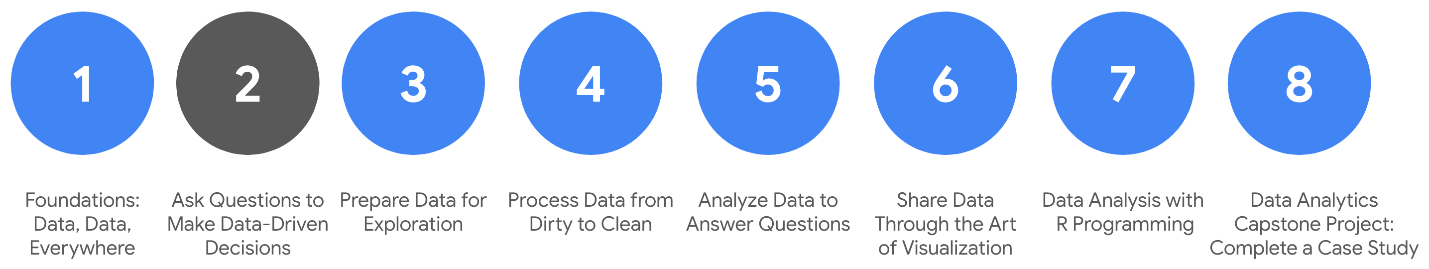 1
2
3
4
5
6
7
8
Foundations:
Data, Data,
Everywhere
Ask Questions to
Make Data-Driven
Decisions
Prepare Data for
Exploration
Process Data from
Dirty to Clean
Analyze Data to
Answer Questions
Share Data
Through the Art
of Visualization
Data Analysis with
R Programming
Data Analytics
Capstone Project:
Complete a Case Study